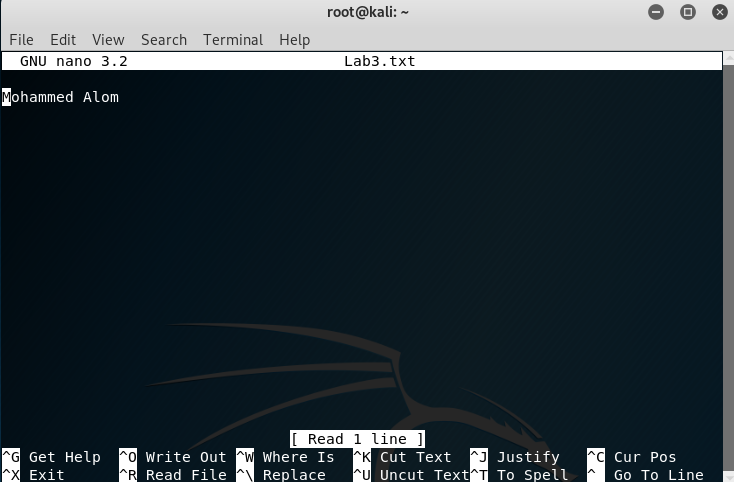 root@kali: ~
File Edit View Search Terminal Help
GNU nano 3.2 Lab3.txt
Mohammed Alom
[ Read 1 line ]
^G Get Help ^O Write Out ^W Where Is ^K Cut Text ^J Justify ^C Cur Pos
^X Exit ^R Read File ^\ Replace ^U Uncut Text ^T To Spell ^ Go To Line